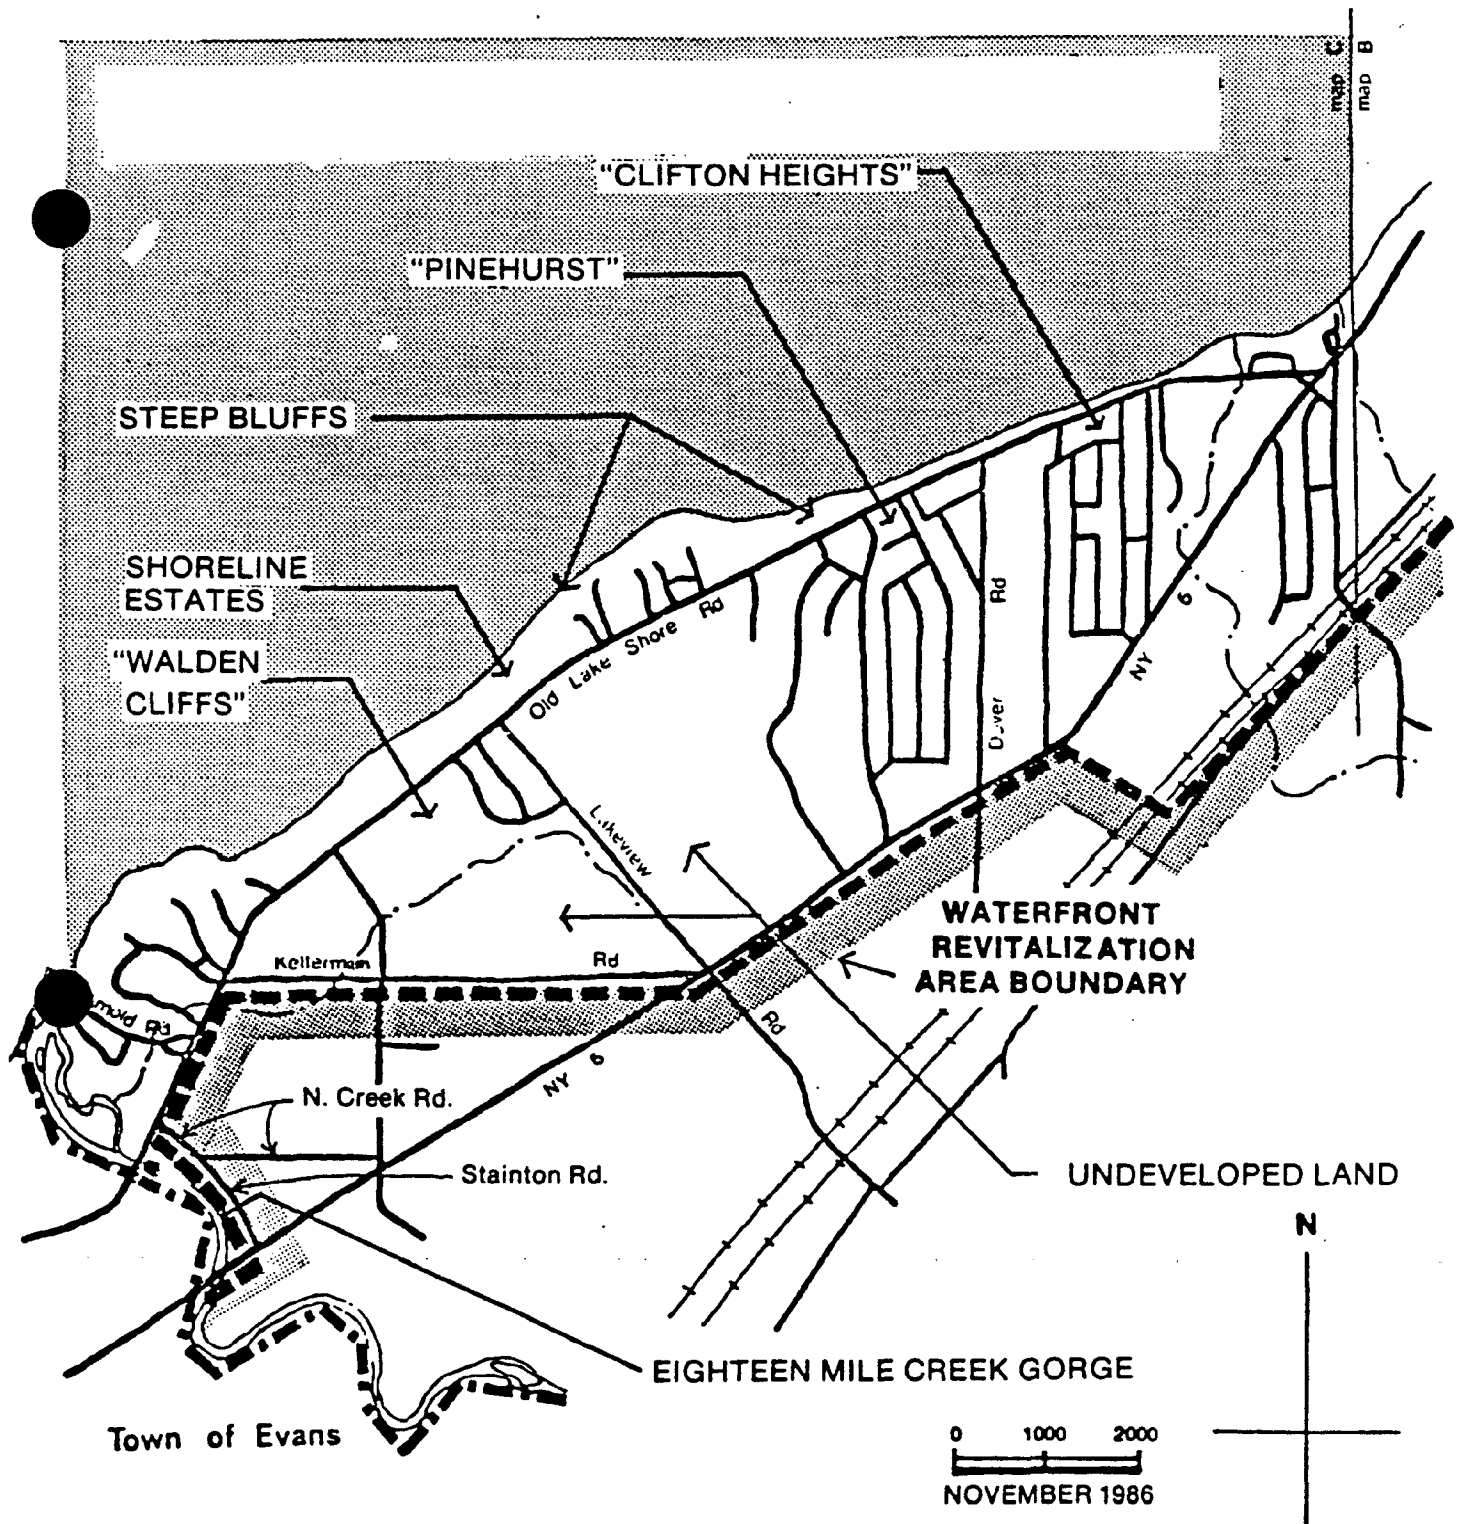 map C
map B
"CLIFTON HEIGHTS"
"PINEHURST"
STEEP BLUFFS
SHORELINE
ESTATES
"WALDEN
CLIFFS"
Old Lake Shore Rd
Rd
NY 6
Lakeview
Kellerman Rd
WATERFRONT
REVITALIZATION
AREA BOUNDARY
Rd
Rd
NY 6
N. Creek Rd.
Stainton Rd.
UNDEVELOPED LAND
N
EIGHTEEN MILE CREEK GORGE
Town of Evans
0 1000 2000
NOVEMBER 1986